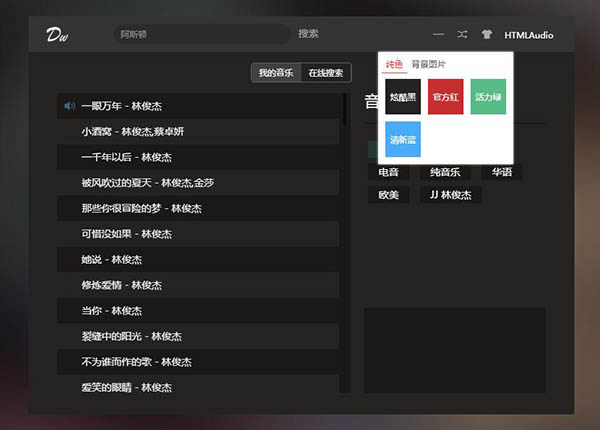 Dw
阿斯顿
搜索
HTMLAudio
纯色 背景图片
炫酷黑 官方红 活力绿
清新蓝
我的音乐 在线搜索
一眼万年 - 林俊杰
小酒窝 - 林俊杰,蔡卓妍
一千年以后 - 林俊杰
被风吹过的夏天 - 林俊杰,金莎
那些你很冒险的梦 - 林俊杰
可惜没如果 - 林俊杰
她说 - 林俊杰
修炼爱情 - 林俊杰
当你 - 林俊杰
裂缝中的阳光 - 林俊杰
不为谁而作的歌 - 林俊杰
爱笑的眼睛 - 林俊杰
音
电音 纯音乐 华语
欧美 JJ 林俊杰